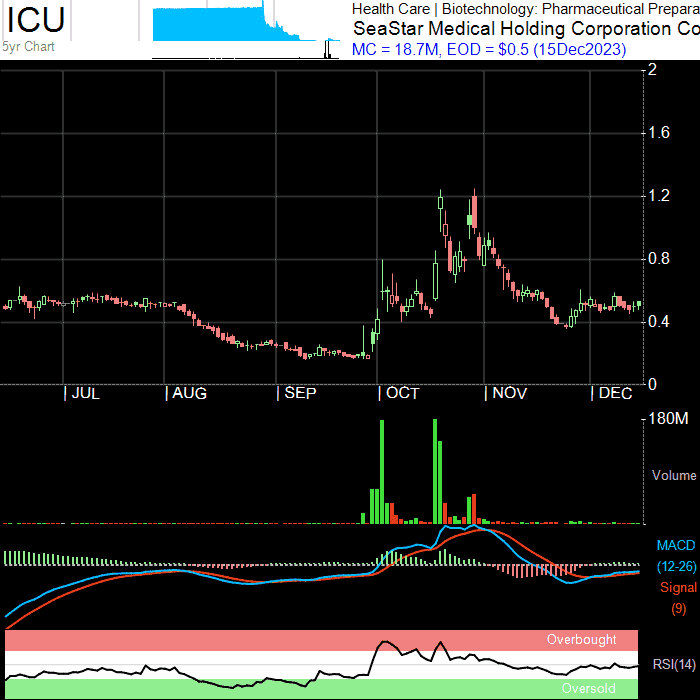 ICU
5yr Chart
Health Care | Biotechnology: Pharmaceutical Prepara
SeaStar Medical Holding Corporation Co
MC = 18.7M, EOD = $0.5 (15Dec2023)
2
1.6
1.2
0.8
0.4
0
| JUL | AUG | SEP | OCT | NOV | DEC
180M
Volume
MACD
(12-26)
Signal
(9)
Overbought
RSI(14)
Oversold